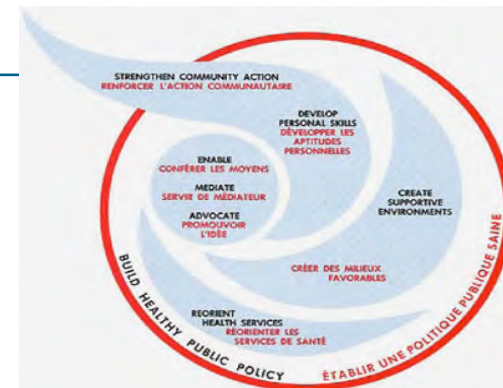 STRENGTHEN COMMUNITY ACTION
RENFORCER L'ACTION COMMUNAUTAIRE
DEVELOP
PERSONAL SKILLS
DÉVELOPPER LES
APTITUDES
PERSONNELLES
ENABLE
CONFÉRER LES MOYENS
MEDIATE
SERVIR DE MÉDIATEUR
ADVOCATE
PROMOUVOIR
L'IDÉE
CREATE
SUPPORTIVE
ENVIRONMENTS
CRÉER DES MILIEUX
FAVORABLES
REORIENT
HEALTH SERVICES
RÉORIENTER LES
SERVICES DE SANTÉ
BUILD HEALTHY PUBLIC POLICY
ÉTABLIR UNE POLITIQUE PUBLIQUE SAINE